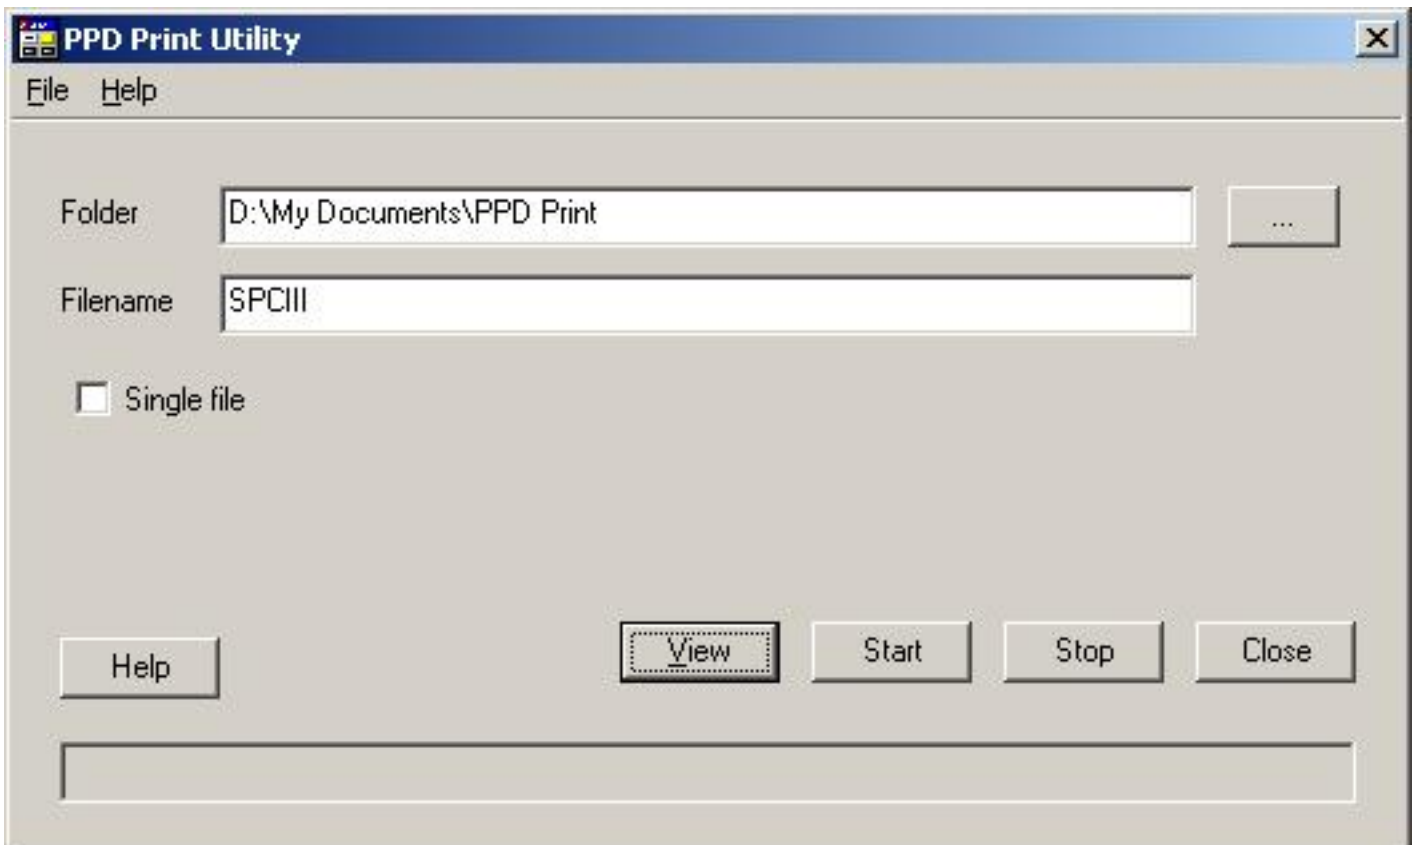 PPD Print Utility
File Help
Folder D:\My Documents\PPD Print ...
Filename SPCIII
Single file
Help View Start Stop Close